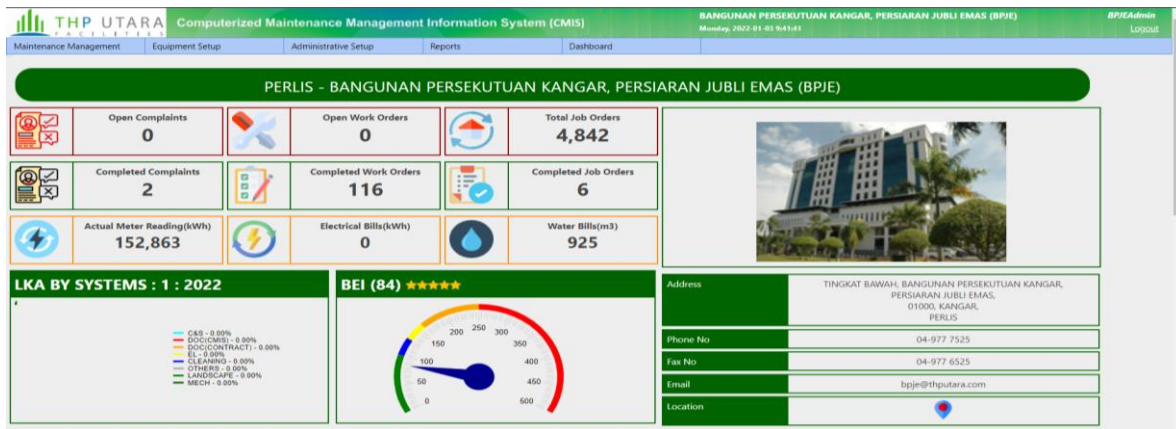 THP UTARA
FACILITIES
Computerized Maintenance Management Information System (CMIS)
BANGUNAN PERSEKUTUAN KANGAR, PERSIARAN JUBLI EMAS (BPJE)
Monday, 2022-01-03 9:41:41
BPJEAdmin
Logout
Maintenance Management
Equipment Setup
Administrative Setup
Reports
Dashboard
PERLIS - BANGUNAN PERSEKUTUAN KANGAR, PERSIARAN JUBLI EMAS (BPJE)
Open Complaints
0
Open Work Orders
0
Total Job Orders
4,842
Completed Complaints
2
Completed Work Orders
116
Completed Job Orders
6
Actual Meter Reading(kWh)
152,863
Electrical Bills(kWh)
0
Water Bills(m3)
925
LKA BY SYSTEMS : 1 : 2022
C&S - 0.00%
DOC(CMIS) - 0.00%
DOC(CONTRACT) - 0.00%
EL - 0.00%
CLEANING - 0.00%
OTHERS - 0.00%
LANDSCAPE - 0.00%
MECH - 0.00%
BEI (84) ★★★★★
0
50
100
150
200
250
300
350
400
450
500
Address
TINGKAT BAWAH, BANGUNAN PERSEKUTUAN KANGAR,
PERSIARAN JUBLI EMAS,
01000, KANGAR,
PERLIS
Phone No
04-977 7525
Fax No
04-977 6525
Email
bpje@thputara.com
Location